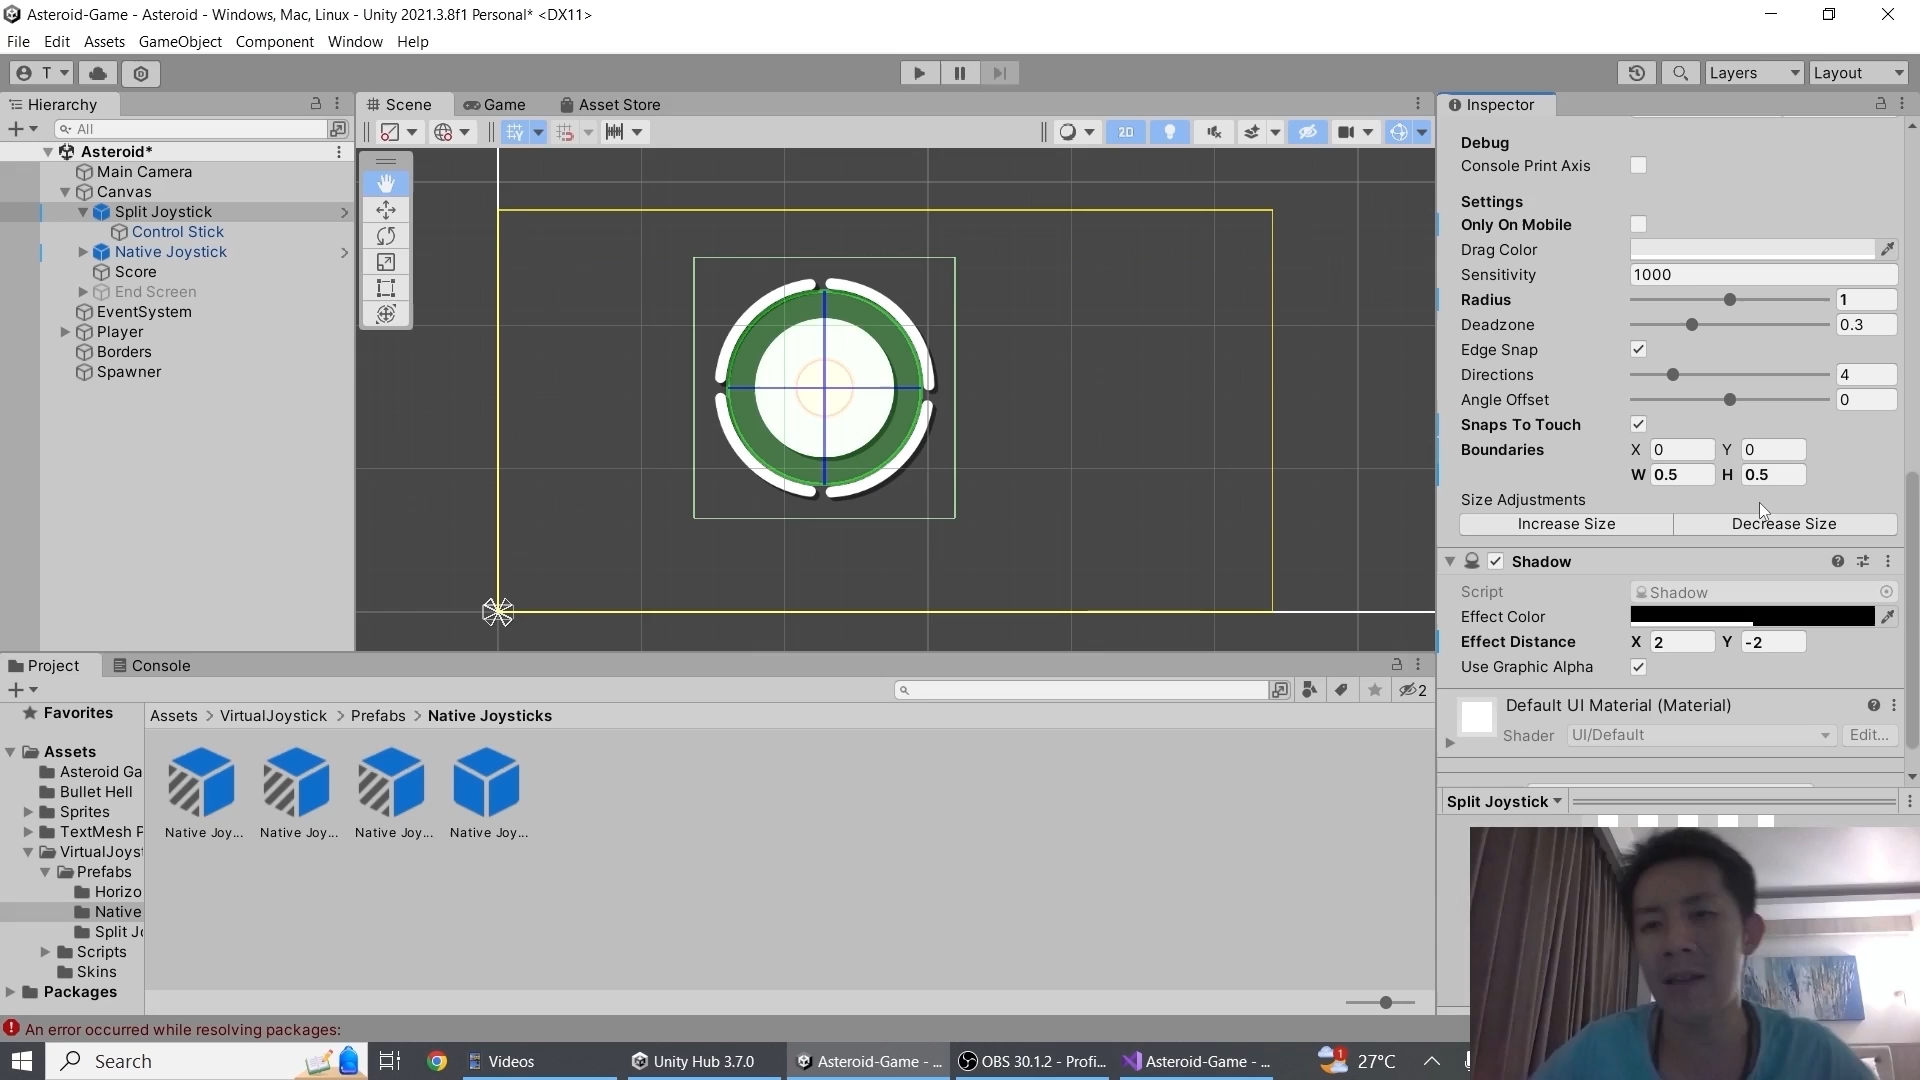 Asteroid-Game - Asteroid - Windows, Mac, Linux - Unity 2021.3.8f1 Personal* <DX11>
File Edit Assets GameObject Component Window Help
T Layers Layout
Hierarchy
All
Asteroid*
Main Camera
Canvas
Split Joystick
Control Stick
Native Joystick
Score
End Screen
EventSystem
Player
Borders
Spawner
Scene Game Asset Store
2D
Inspector
Debug
Console Print Axis
Settings
Only On Mobile
Drag Color
Sensitivity 1000
Radius 1
Deadzone 0.3
Edge Snap
Directions 4
Angle Offset 0
Snaps To Touch
Boundaries X 0 Y 0
W 0.5 H 0.5
Size Adjustments
Increase Size Decrease Size
Shadow
Script Shadow
Effect Color
Effect Distance X 2 Y -2
Use Graphic Alpha
Default UI Material (Material)
Shader UI/Default Edit...
Split Joystick
Project Console
2
Favorites
Assets
Asteroid Ga
Bullet Hell
Sprites
TextMesh P
VirtualJoyst
Prefabs
Horizo
Native
Split Jo
Scripts
Skins
Packages
Assets > VirtualJoystick > Prefabs > Native Joysticks
Native Joy... Native Joy... Native Joy... Native Joy...
An error occurred while resolving packages:
Search Videos Unity Hub 3.7.0 Asteroid-Game - ... OBS 30.1.2 - Profi... Asteroid-Game - ... 1 27°C